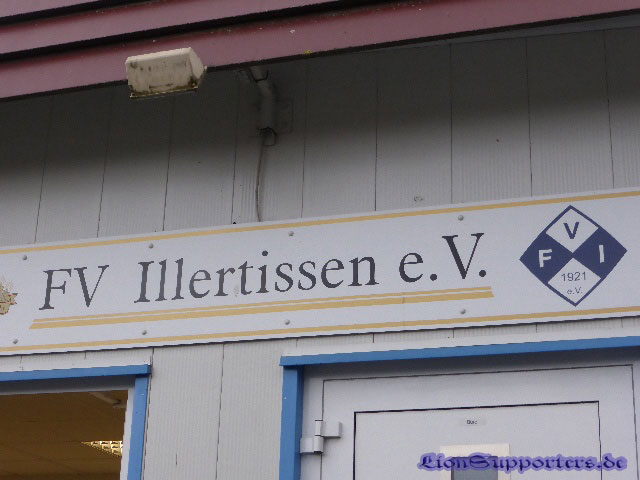 FV Illertissen e.V.
V
F I
1921
e.V.
LionSupporters.de